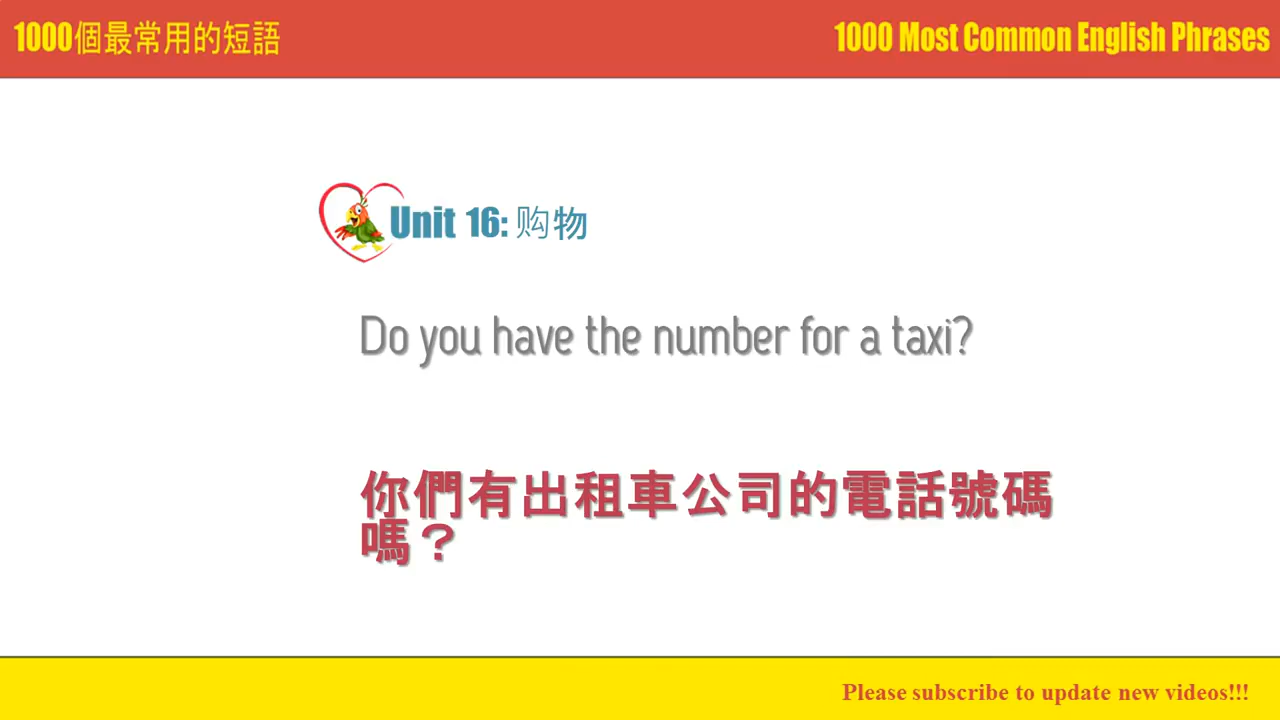 1000個最常用的短語
1000 Most Common English Phrases
Unit 16: 购物
Do you have the number for a taxi?
你們有出租車公司的電話號碼
嗎？
Please subscribe to update new videos!!!